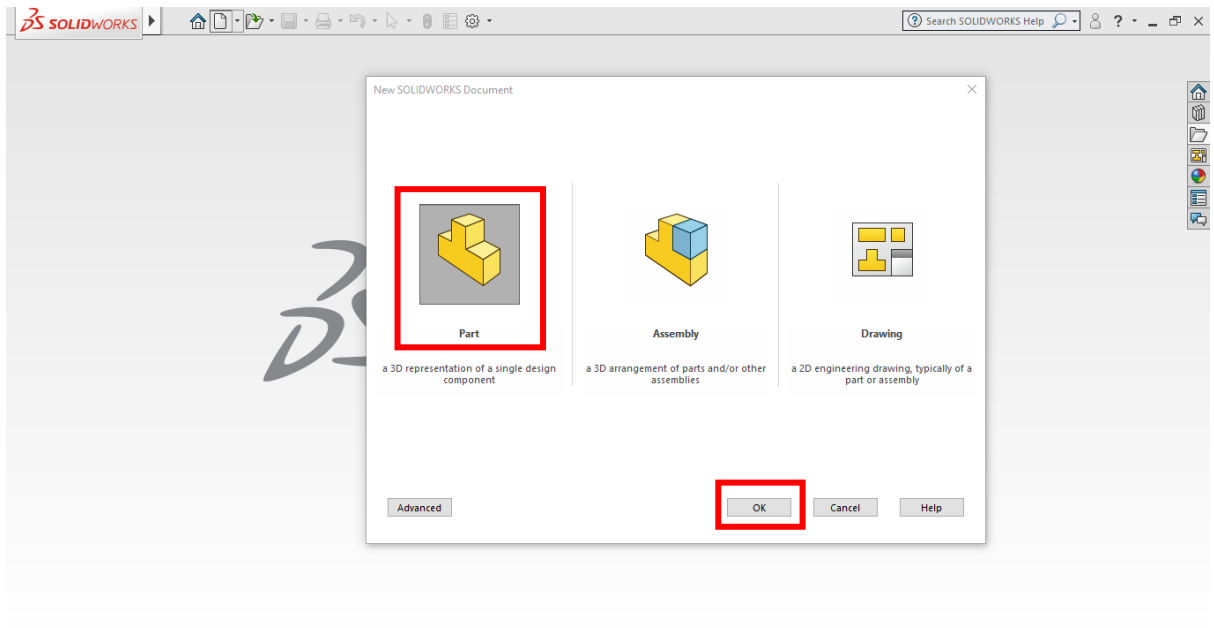 SOLIDWORKS
Search SOLIDWORKS Help
?
New SOLIDWORKS Document
Part
a 3D representation of a single design
component
Assembly
a 3D arrangement of parts and/or other
assemblies
Drawing
a 2D engineering drawing, typically of a
part or assembly
Advanced
OK
Cancel
Help